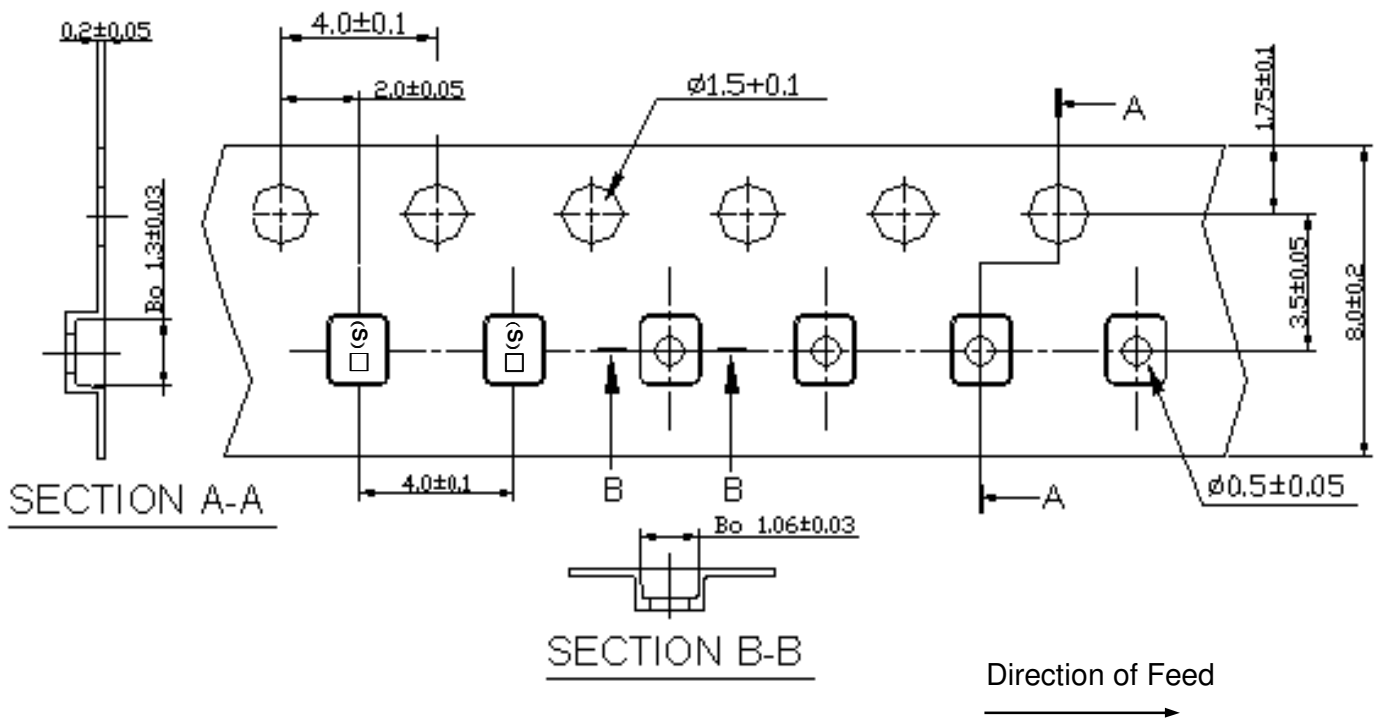 0.2±0.05
4.0±0.1
2.0±0.05
ø1.5+0.1
A
1.75±0.1
Bo 1.3±0.03
3.5±0.05
8.0±0.2
(S)□
(S)□
SECTION A-A
4.0±0.1
B
B
A
ø0.5±0.05
Bo 1.06±0.03
SECTION B-B
Direction of Feed